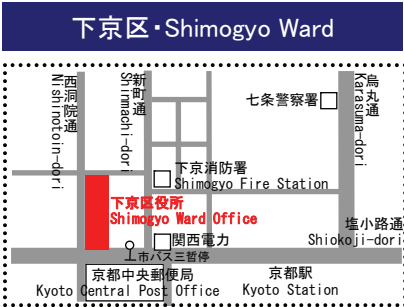 下京区・Shimogyo Ward
西洞院通
Nishinotoin-dori
新町通
Shinmachi-dori
烏丸通
Karasuma-dori
七条警察署
下京消防署
Shimogyo Fire Station
下京区役所
Shimogyo Ward Office
塩小路通
Shiokoji-dori
関西電力
市バス三哲停
京都中央郵便局
Kyoto Central Post Office
京都駅
Kyoto Station